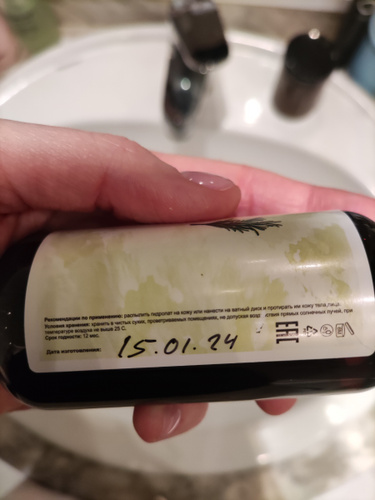 Рекомендации по применению: распылить гидролат на кожу или нанести на ватный диск и протирать им кожу тела, лица.
Условия хранения: хранить в чистых сухих, проветриваемых помещениях, не допуская воздействия прямых солнечных лучей, при
температуре воздуха не выше 25 С.
Срок годности: 12 мес.
Дата изготовления: 15.01.24
EAC